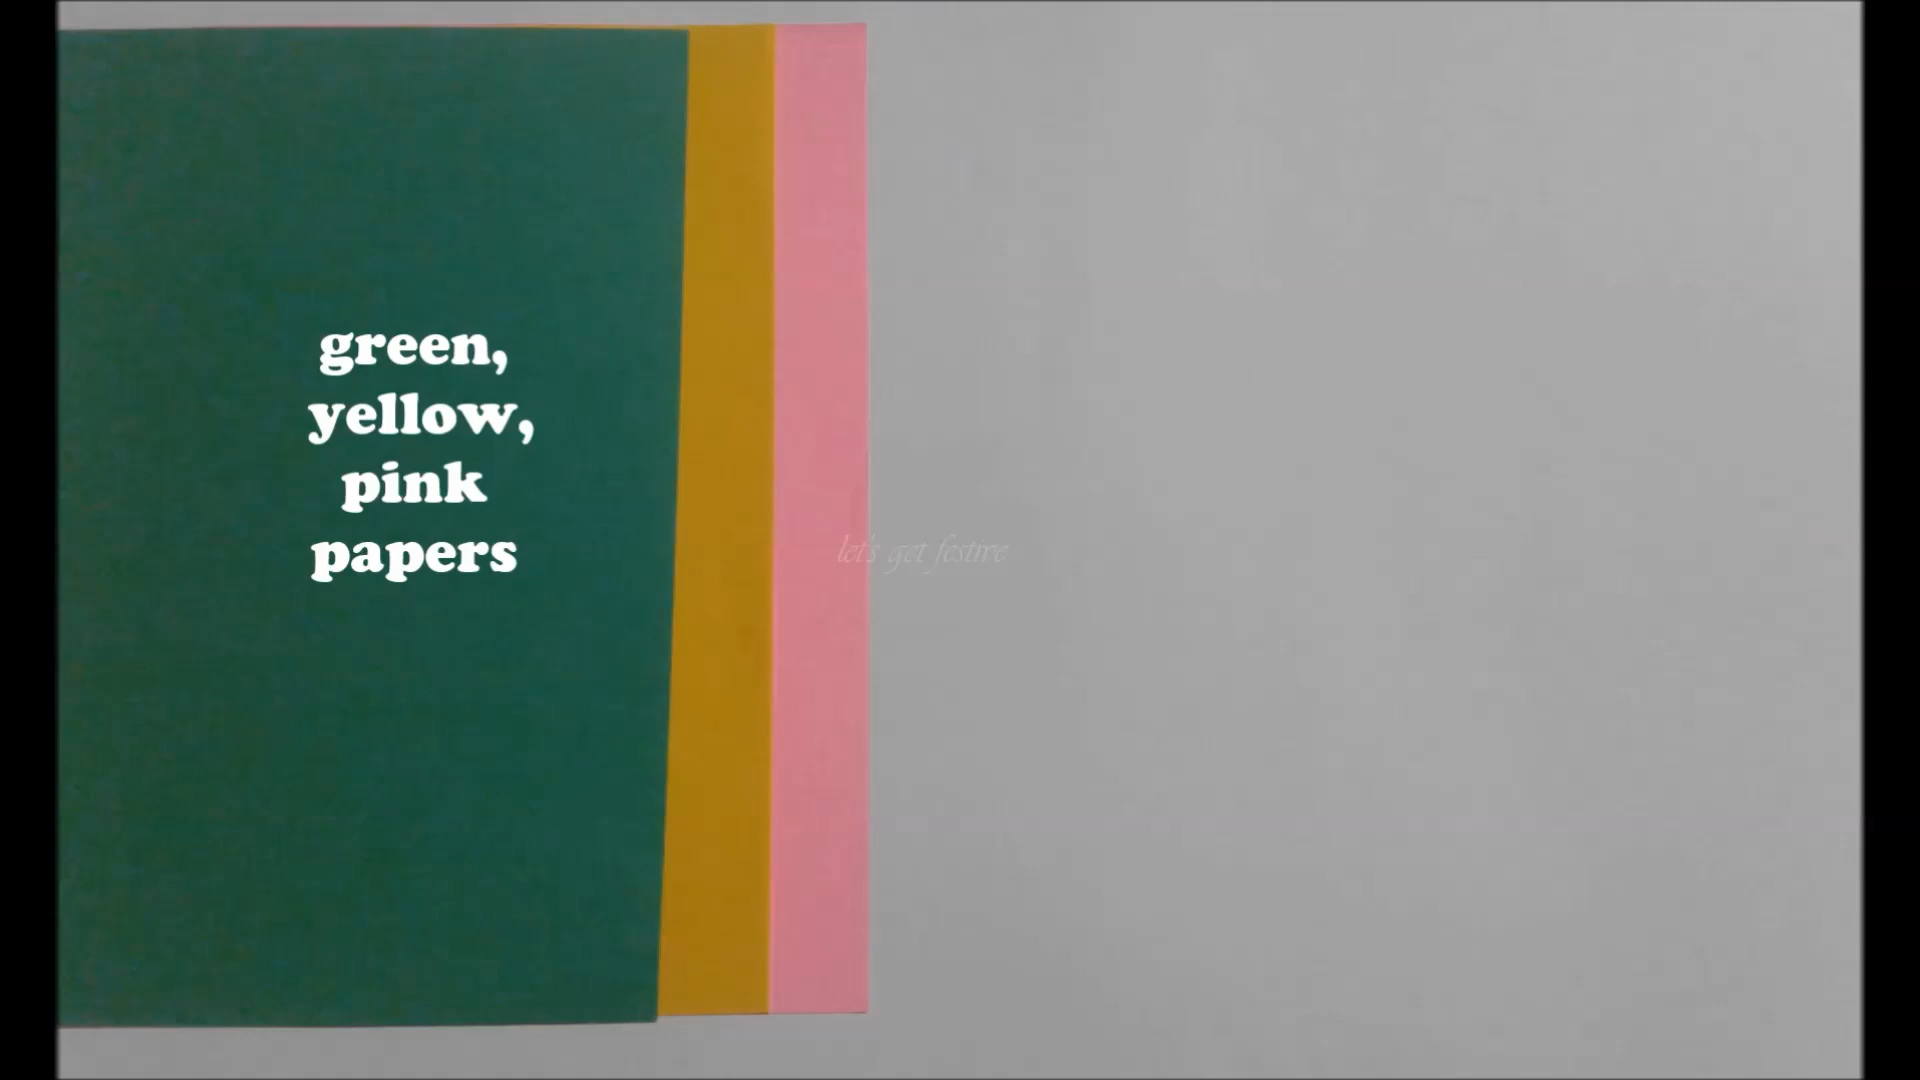 green,
yellow,
pink
papers
let's get festive